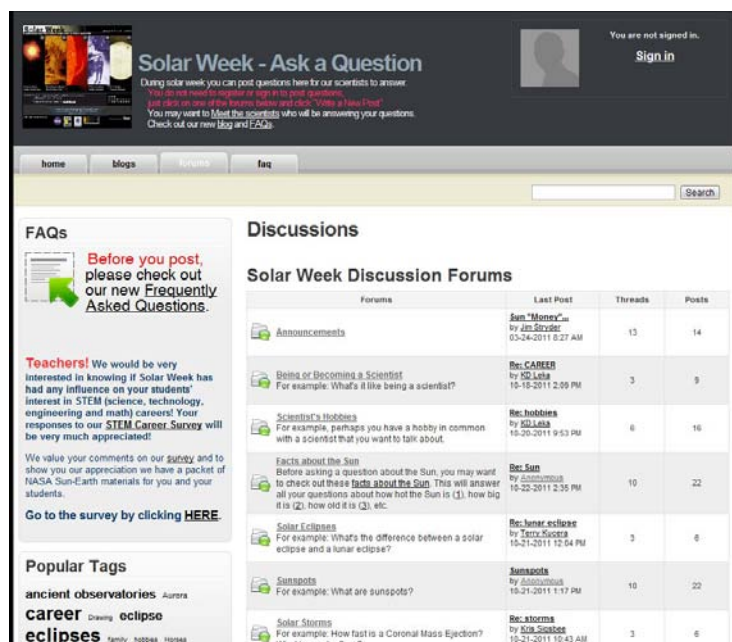 Solar Week
Solar Week - Ask a Question
During solar week you can post questions here for our scientists to answer.
You do not need to register or sign in to post questions,
just click on one of the forums below and click "Write a New Post"
You may want to Meet the scientists who will be answering your questions.
Check out our new blog and FAQs.
You are not signed in.
Sign in
home
blogs
forums
faq
Search
FAQs
Before you post,
please check out
our new Frequently
Asked Questions.
Teachers! We would be very
interested in knowing if Solar Week has
had any influence on your students'
interest in STEM (science, technology,
engineering and math) careers! Your
responses to our STEM Career Survey will
be very much appreciated!
We value your comments on our survey and to
show you our appreciation we have a packet of
NASA Sun-Earth materials for you and your
students.
Go to the survey by clicking HERE.
Popular Tags
ancient observatories Aurora
career Drawing eclipse
eclipses family hobbies Horses
Discussions
Solar Week Discussion Forums
Forums Last Post Threads Posts
Announcements
Sun "Money"...
by Jim Stryder
03-24-2011 8:27 AM
13 14
Being or Becoming a Scientist
For example: What's it like being a scientist?
Re: CAREER
by KD Leka
10-18-2011 2:09 PM
3 9
Scientist's Hobbies
For example, perhaps you have a hobby in common
with a scientist that you want to talk about.
Re: hobbies
by KD Leka
10-20-2011 9:53 PM
6 16
Facts about the Sun
Before asking a question about the Sun, you may want
to check out these facts about the Sun. This will answer
all your questions about how hot the Sun is (1), how big
it is (2), how old it is (3), etc.
Re: Sun
by Anonymous
10-22-2011 2:35 PM
10 22
Solar Eclipses
For example: What's the difference between a solar
eclipse and a lunar eclipse?
Re: lunar eclipse
by Terry Kucera
10-21-2011 12:04 PM
3 6
Sunspots
For example: What are sunspots?
Sunspots
by Anonymous
10-21-2011 1:17 PM
10 22
Solar Storms
For example: How fast is a Coronal Mass Ejection?
Re: storms
by Kris Sigsbee
10-21-2011 10:43 AM
3 6